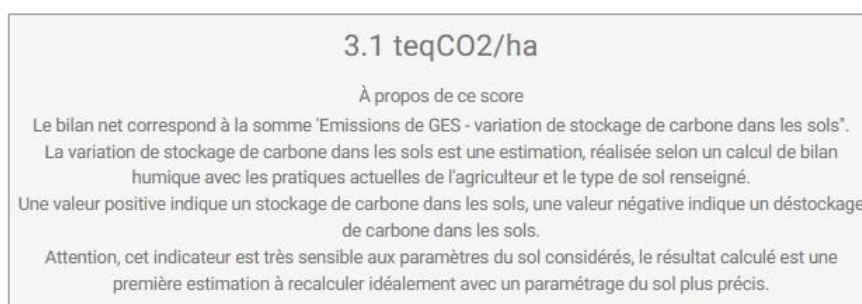 3.1 teqCO2/ha
À propos de ce score
Le bilan net correspond à la somme 'Emissions de GES - variation de stockage de carbone dans les sols".
La variation de stockage de carbone dans les sols est une estimation, réalisée selon un calcul de bilan
humique avec les pratiques actuelles de l'agriculteur et le type de sol renseigné.
Une valeur positive indique un stockage de carbone dans les sols, une valeur négative indique un déstockage
de carbone dans les sols.
Attention, cet indicateur est très sensible aux paramètres du sol considérés, le résultat calculé est une
première estimation à recalculer idéalement avec un paramétrage du sol plus précis.